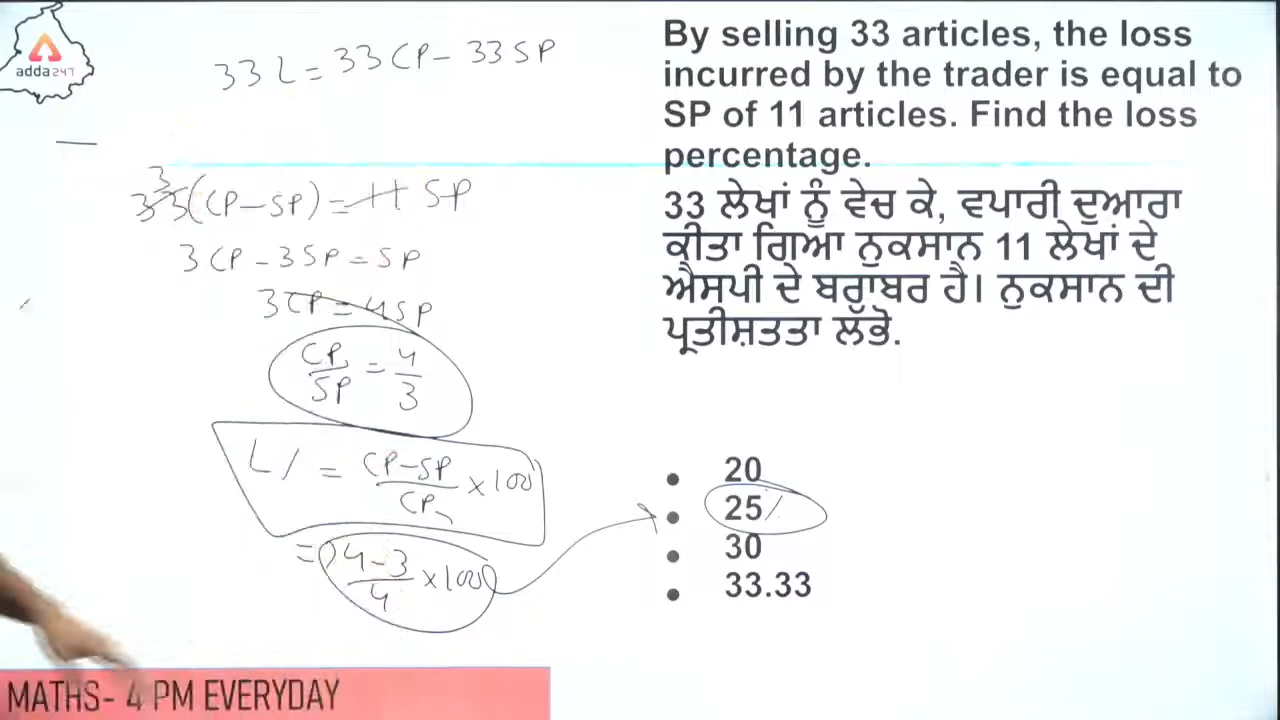 adda247
33 L = 33 CP - 33 SP
33(CP-SP) = 11 SP
3
3 CP - 3 SP = SP
3 CP = 4 SP
CP/SP = 4/3
L/ = CP-SP/CP × 100
= 4-3/4 × 100
By selling 33 articles, the loss
incurred by the trader is equal to
SP of 11 articles. Find the loss
percentage.
33 ਲੇਖਾਂ ਨੂੰ ਵੇਚ ਕੇ, ਵਪਾਰੀ ਦੁਆਰਾ
ਕੀਤਾ ਗਿਆ ਨੁਕਸਾਨ 11 ਲੇਖਾਂ ਦੇ
ਐਸਪੀ ਦੇ ਬਰਾਬਰ ਹੈ। ਨੁਕਸਾਨ ਦੀ
ਪ੍ਰਤੀਸ਼ਤਤਾ ਲੱਭੋ.
• 20
• 25%
• 30
• 33.33
MATHS- 4 PM EVERYDAY